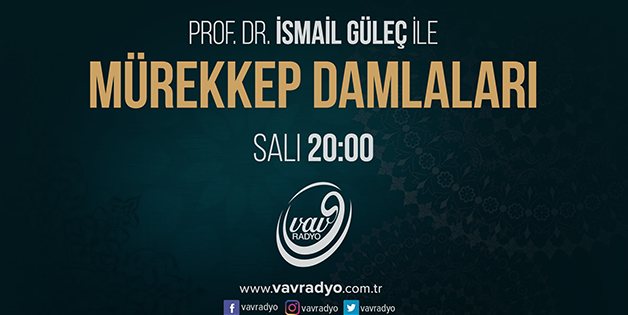 PROF. DR. İSMAİL GÜLEÇ İLE
MÜREKKEP DAMLALARI
SALI 20:00
vav
RADYO
www.vavradyo.com.tr
vavradyo vavradyo vavradyo